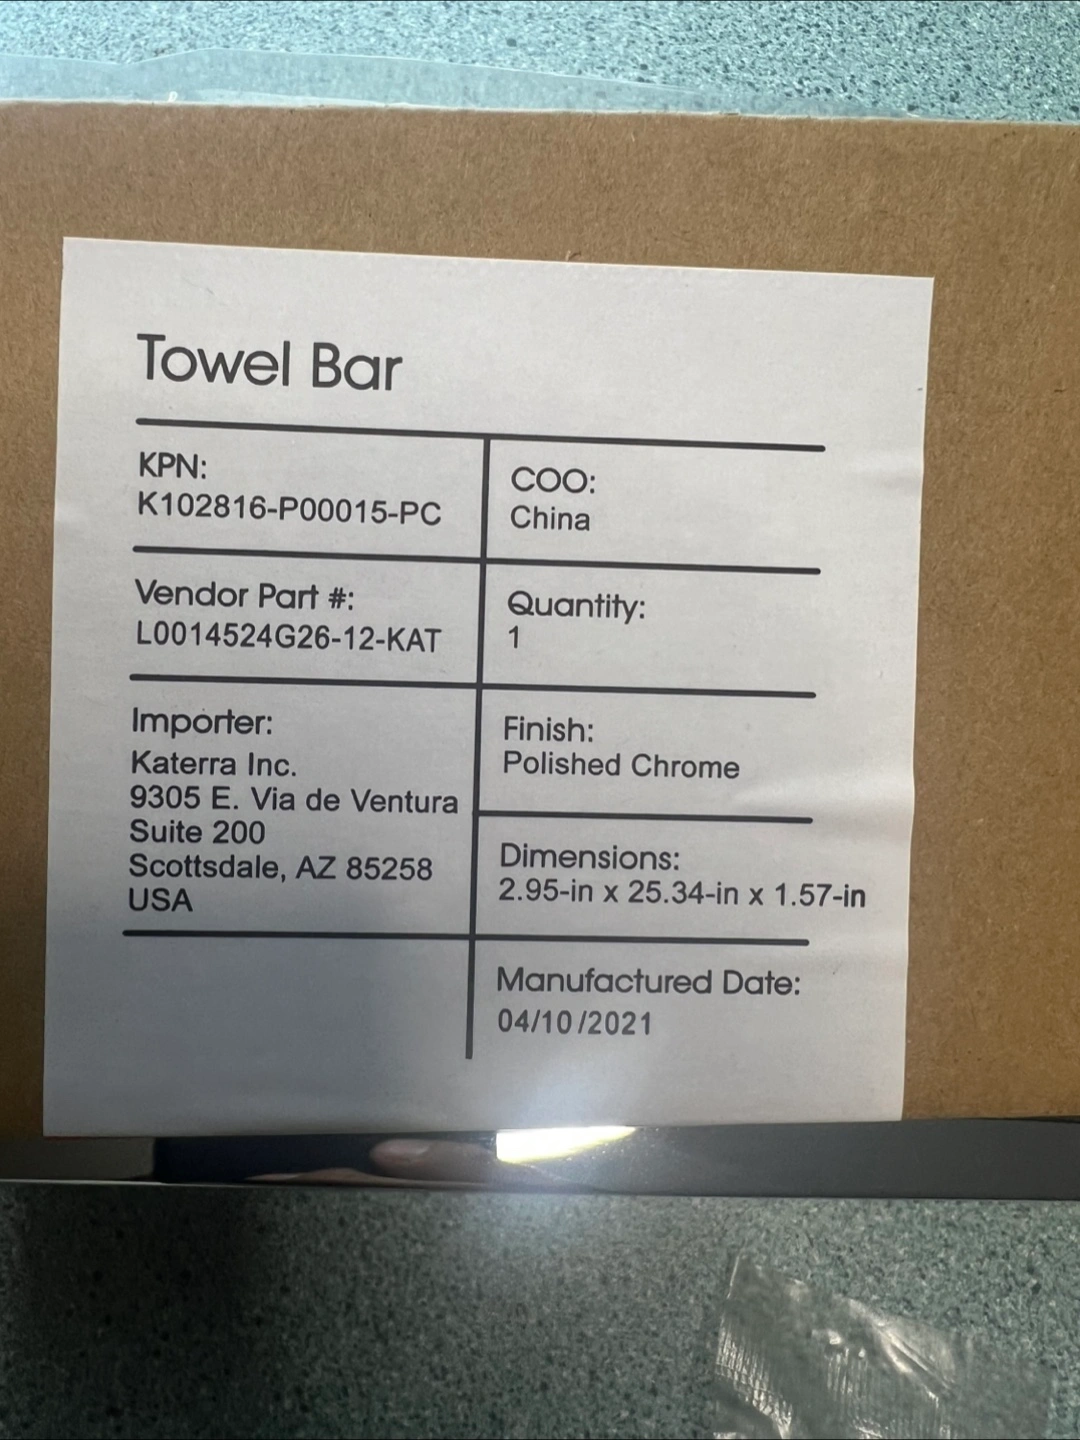 Towel Bar
KPN:
K102816-P00015-PC
COO:
China
Vendor Part #:
L0014524G26-12-KAT
Quantity:
1
Importer:
Katerra Inc.
9305 E. Via de Ventura
Suite 200
Scottsdale, AZ 85258
USA
Finish:
Polished Chrome
Dimensions:
2.95-in x 25.34-in x 1.57-in
Manufactured Date:
04/10/2021